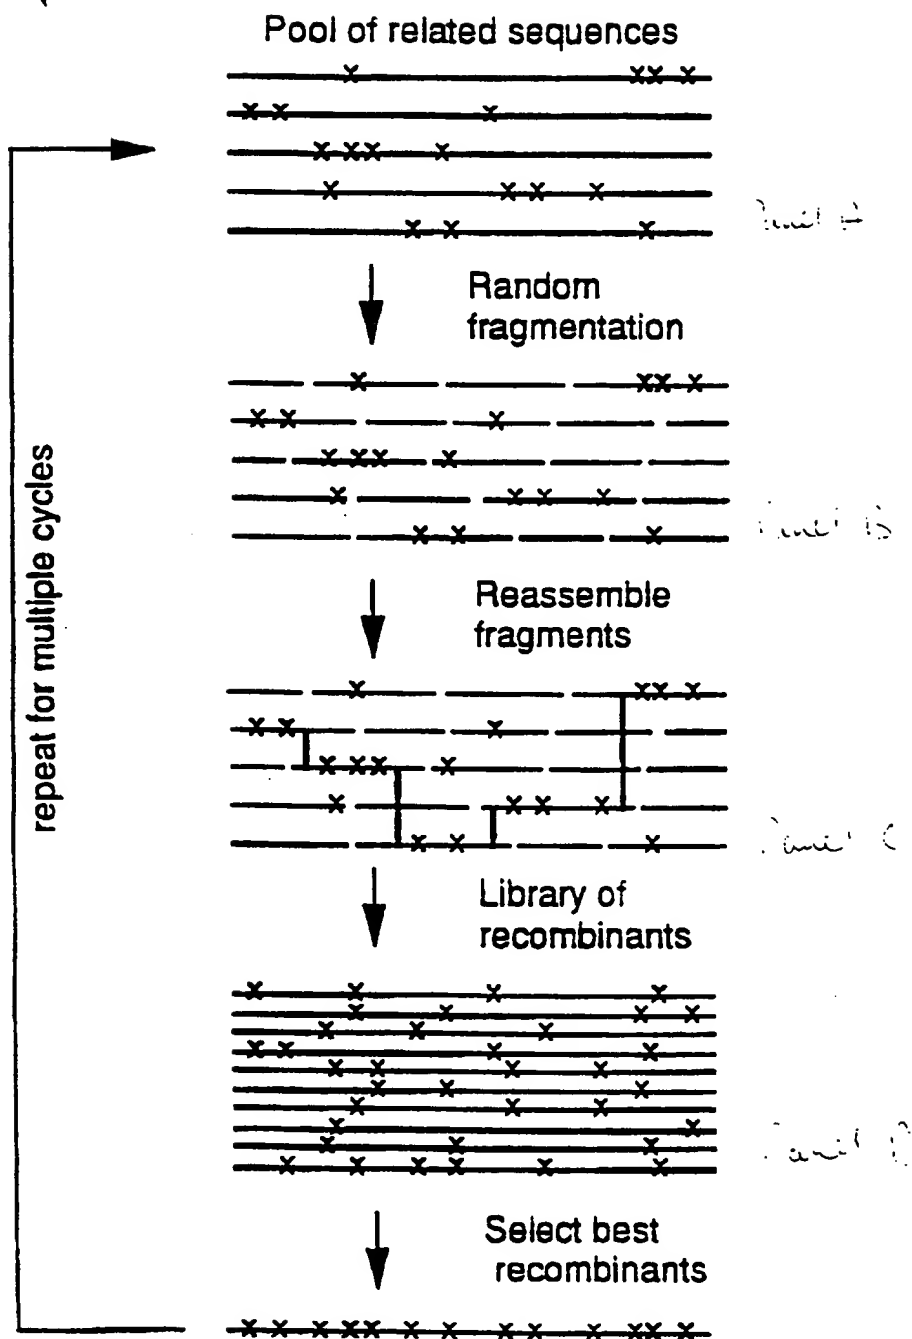 Pool of related sequences
Random
fragmentation
Reassemble
fragments
repeat for multiple cycles
Library of
recombinants
Select best
recombinants